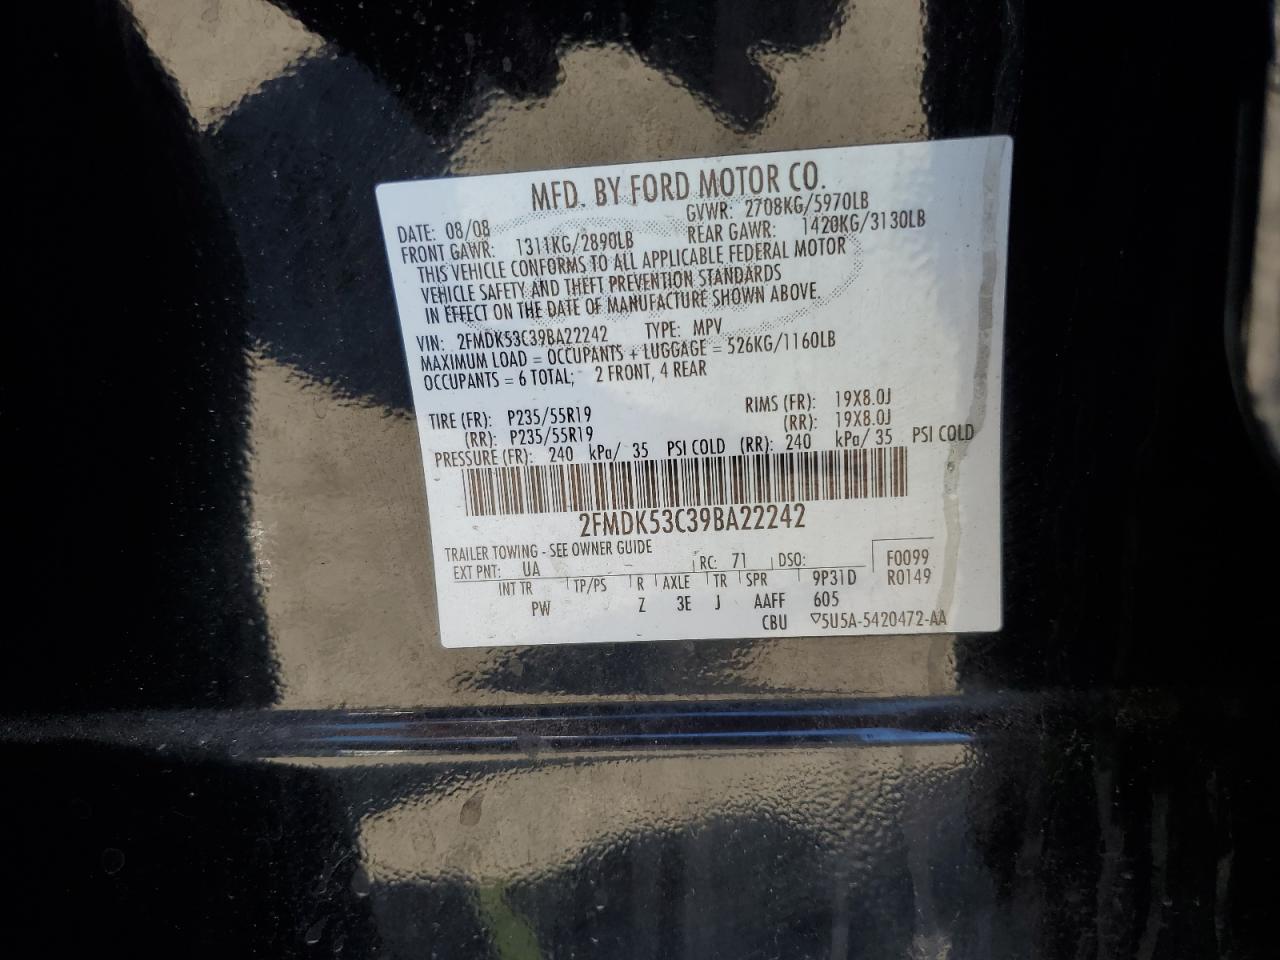 MFD. BY FORD MOTOR CO.
DATE: 08/08 GVWR: 2708KG/5970LB
FRONT GAWR: 1311KG/2890LB REAR GAWR: 1420KG/3130LB
THIS VEHICLE CONFORMS TO ALL APPLICABLE FEDERAL MOTOR
VEHICLE SAFETY AND THEFT PREVENTION STANDARDS
IN EFFECT ON THE DATE OF MANUFACTURE SHOWN ABOVE.
VIN: 2FMDK53C39BA22242 TYPE: MPV
MAXIMUM LOAD = OCCUPANTS + LUGGAGE = 526KG/1160LB
OCCUPANTS = 6 TOTAL; 2 FRONT, 4 REAR
TIRE (FR): P235/55R19 RIMS (FR): 19X8.0J
(RR): P235/55R19 (RR): 19X8.0J
PRESSURE (FR): 240 kPa/ 35 PSI COLD (RR): 240 kPa/ 35 PSI COLD
2FMDK53C39BA22242
TRAILER TOWING - SEE OWNER GUIDE
EXT PNT: UA RC: 71 DSO: F0099
INT TR TP/PS R AXLE TR SPR 9P31D R0149
PW Z 3E J AAFF 605
CBU ▽5U5A-5420472-AA